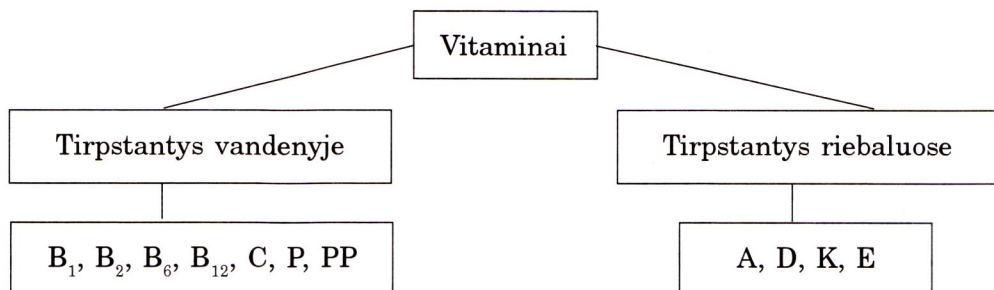 Vitaminai
Tirpstantys vandenyje
Tirpstantys riebaluose
B₁, B₂, B₆, B₁₂, C, P, PP
A, D, K, E